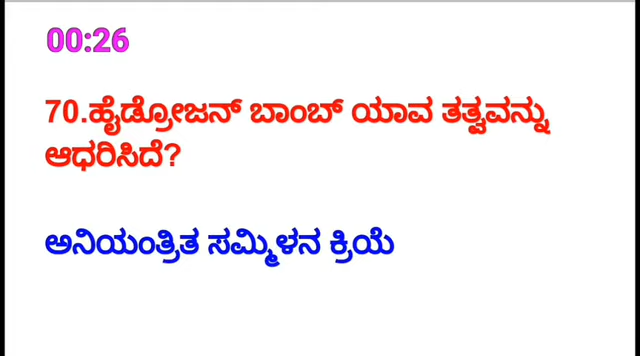 00:26
70.ಹೈಡ್ರೋಜನ್ ಬಾಂಬ್ ಯಾವ ತತ್ವವನ್ನು
ಆಧರಿಸಿದೆ?
ಅನಿಯಂತ್ರಿತ ಸಮ್ಮಿಳನ ಕ್ರಿಯೆ